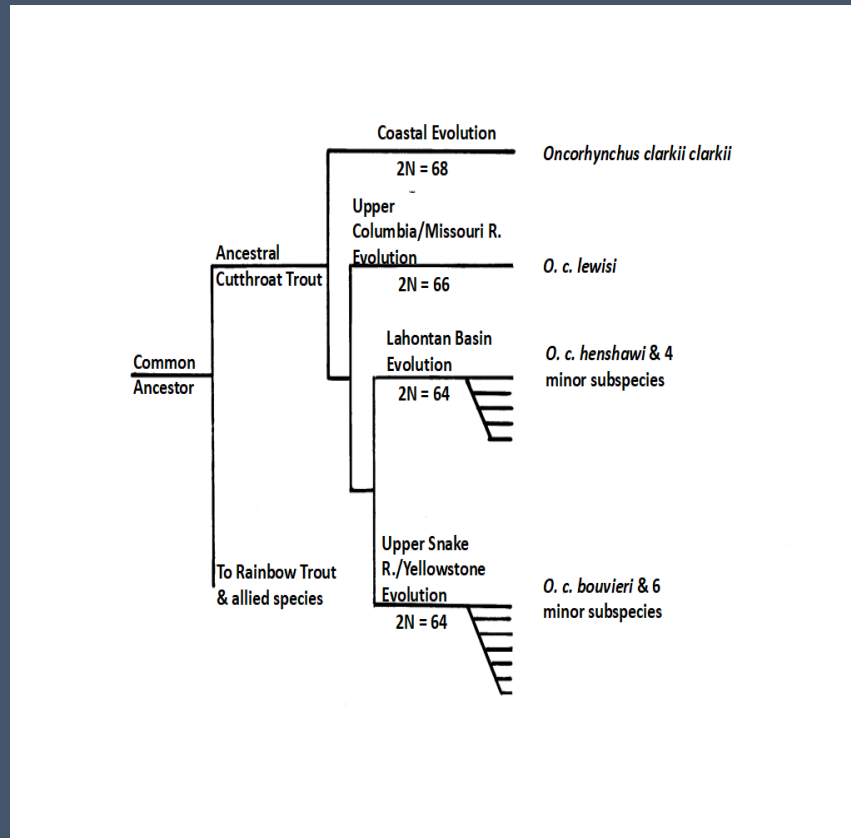 Coastal Evolution
Oncorhynchus clarkii clarkii
2N = 68
Upper
Columbia/Missouri R.
Evolution
O. c. lewisi
2N = 66
Ancestral
Cutthroat Trout
Lahontan Basin
Evolution
O. c. henshawi & 4
minor subspecies
2N = 64
Common
Ancestor
Upper Snake
R./Yellowstone
Evolution
O. c. bouvieri & 6
minor subspecies
2N = 64
To Rainbow Trout
& allied species